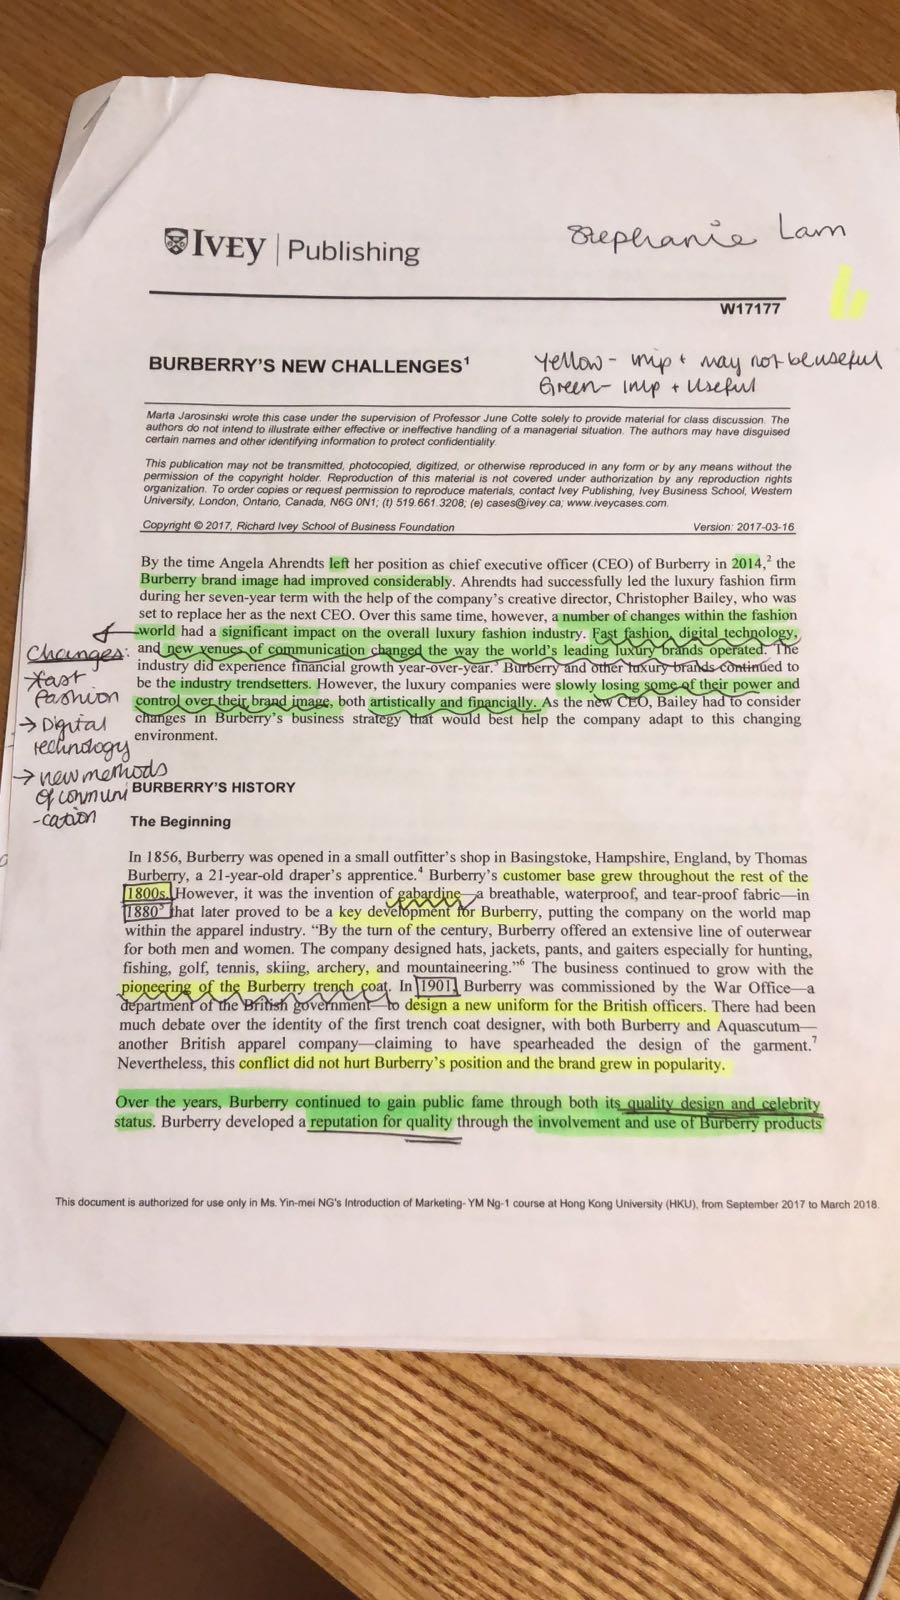 IVEY | Publishing
Stephanie Lam
W17177
BURBERRY'S NEW CHALLENGES¹
Yellow - imp + may not be useful
Green - imp + useful
Marta Jarosinski wrote this case under the supervision of Professor June Cotte solely to provide material for class discussion. The
authors do not intend to illustrate either effective or ineffective handling of a managerial situation. The authors may have disguised
certain names and other identifying information to protect confidentiality.
This publication may not be transmitted, photocopied, digitized, or otherwise reproduced in any form or by any means without the
permission of the copyright holder. Reproduction of this material is not covered under authorization by any reproduction rights
organization. To order copies or request permission to reproduce materials, contact Ivey Publishing, Ivey Business School, Western
University, London, Ontario, Canada, N6G 0N1; (t) 519.661.3208; (e) cases@ivey.ca; www.iveycases.com.
Copyright © 2017, Richard Ivey School of Business Foundation Version: 2017-03-16
By the time Angela Ahrendts left her position as chief executive officer (CEO) of Burberry in 2014,² the
Burberry brand image had improved considerably. Ahrendts had successfully led the luxury fashion firm
during her seven-year term with the help of the company's creative director, Christopher Bailey, who was
set to replace her as the next CEO. Over this same time, however, a number of changes within the fashion
world had a significant impact on the overall luxury fashion industry. Fast fashion, digital technology,
and new venues of communication changed the way the world's leading luxury brands operated. The
industry did experience financial growth year-over-year.³ Burberry and other luxury brands continued to
be the industry trendsetters. However, the luxury companies were slowly losing some of their power and
control over their brand image, both artistically and financially. As the new CEO, Bailey had to consider
changes in Burberry's business strategy that would best help the company adapt to this changing
environment.
Changes:
→ fast
fashion
→ Digital
technology
→ new methods
of communi
-cation
BURBERRY'S HISTORY
The Beginning
In 1856, Burberry was opened in a small outfitter's shop in Basingstoke, Hampshire, England, by Thomas
Burberry, a 21-year-old draper's apprentice.⁴ Burberry's customer base grew throughout the rest of the
1800s. However, it was the invention of gabardine—a breathable, waterproof, and tear-proof fabric—in
1880⁵ that later proved to be a key development for Burberry, putting the company on the world map
within the apparel industry. "By the turn of the century, Burberry offered an extensive line of outerwear
for both men and women. The company designed hats, jackets, pants, and gaiters especially for hunting,
fishing, golf, tennis, skiing, archery, and mountaineering."⁶ The business continued to grow with the
pioneering of the Burberry trench coat. In 1901, Burberry was commissioned by the War Office—a
department of the British government—to design a new uniform for the British officers. There had been
much debate over the identity of the first trench coat designer, with both Burberry and Aquascutum—
another British apparel company—claiming to have spearheaded the design of the garment.⁷
Nevertheless, this conflict did not hurt Burberry's position and the brand grew in popularity.
Over the years, Burberry continued to gain public fame through both its quality design and celebrity
status. Burberry developed a reputation for quality through the involvement and use of Burberry products
This document is authorized for use only in Ms. Yin-mei NG's Introduction of Marketing- YM Ng-1 course at Hong Kong University (HKU), from September 2017 to March 2018.